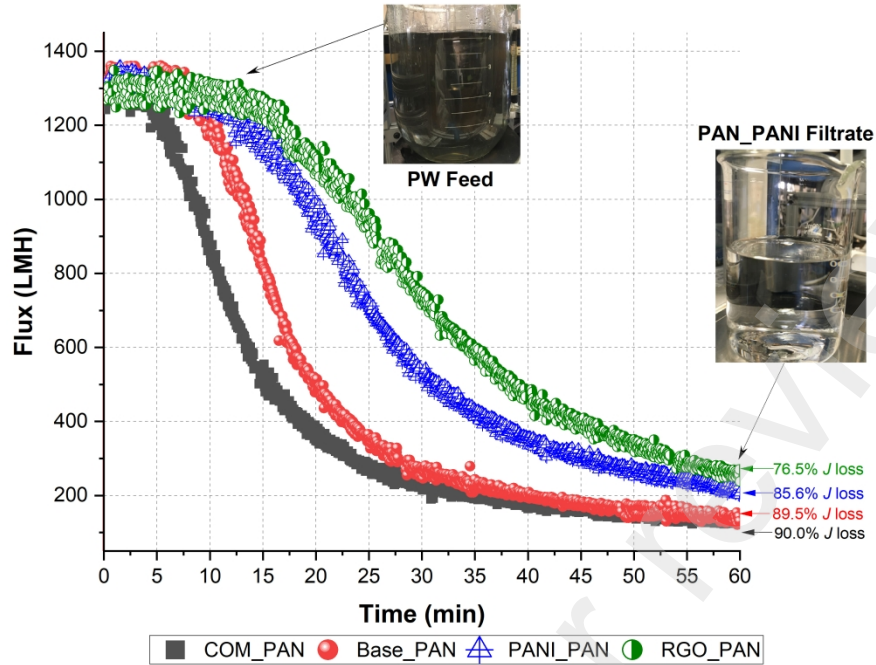 1400
1200
1000
800
600
400
200
Flux (LMH)
PW Feed
PAN_PANI Filtrate
76.5% J loss
85.6% J loss
89.5% J loss
90.0% J loss
0 5 10 15 20 25 30 35 40 45 50 55 60
Time (min)
COM_PAN Base_PAN PANI_PAN RGO_PAN
r review